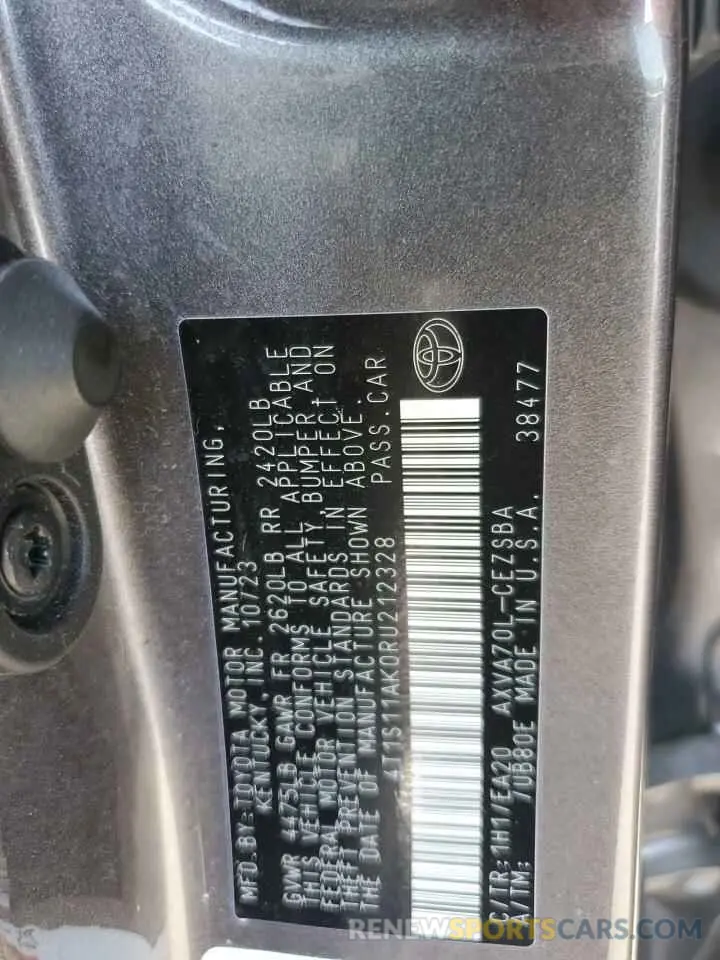 MFD. BY: TOYOTA MOTOR MANUFACTURING,
KENTUCKY, INC. 10/23
GVWR 4475LB GAWR FR 2620LB RR 2420LB
THIS VEHICLE CONFORMS TO ALL APPLICABLE
FEDERAL MOTOR VEHICLE SAFETY, BUMPER AND
THEFT PREVENTION STANDARDS IN EFFECT ON
THE DATE OF MANUFACTURE SHOWN ABOVE.
4T1S11AK0RU212328 PASS.CAR
C/TR: 1H1/EA20 AXVA70L-CEZSBA
A/TM: /UB80E MADE IN U.S.A. 38477
RENEWSPORTSCARS.COM